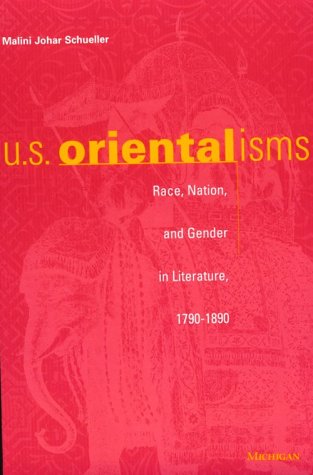 Malini Johar Schueller
u.s. orientalisms
Race, Nation,
and Gender
in Literature,
1790-1890
MICHIGAN